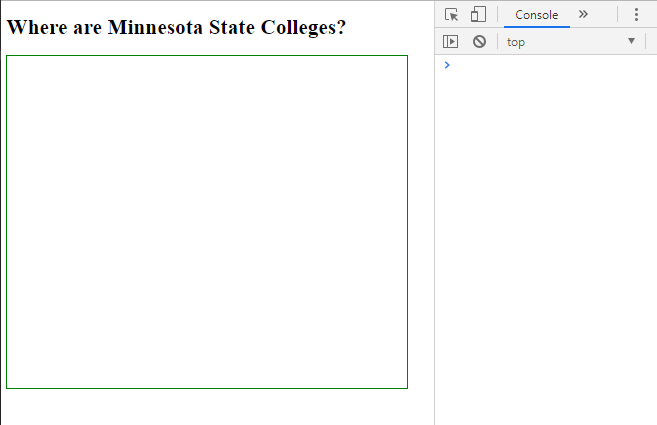 Where are Minnesota State Colleges?
Console
top